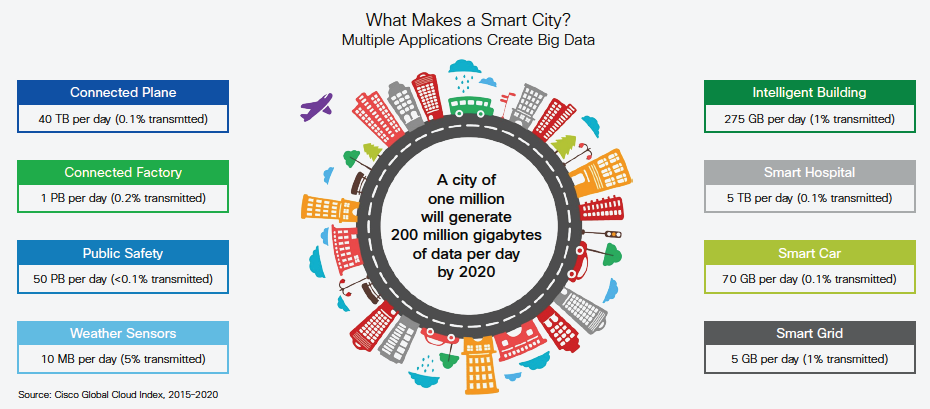 What Makes a Smart City?
Multiple Applications Create Big Data
Connected Plane
40 TB per day (0.1% transmitted)
Connected Factory
1 PB per day (0.2% transmitted)
Public Safety
50 PB per day (<0.1% transmitted)
Weather Sensors
10 MB per day (5% transmitted)
A city of
one million
will generate
200 million gigabytes
of data per day
by 2020
Intelligent Building
275 GB per day (1% transmitted)
Smart Hospital
5 TB per day (0.1% transmitted)
Smart Car
70 GB per day (0.1% transmitted)
Smart Grid
5 GB per day (1% transmitted)
Source: Cisco Global Cloud Index, 2015–2020